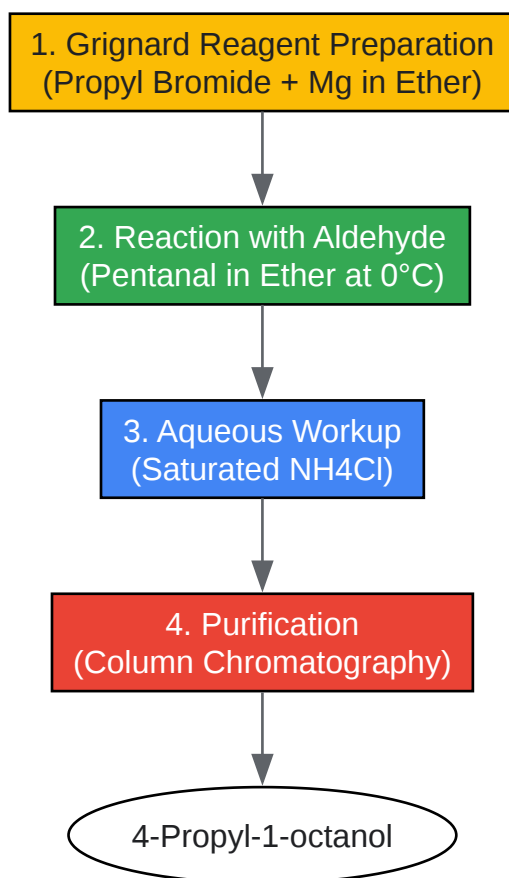 1. Grignard Reagent Preparation
(Propyl Bromide + Mg in Ether)
2. Reaction with Aldehyde
(Pentanal in Ether at 0°C)
3. Aqueous Workup
(Saturated NH4Cl)
4. Purification
(Column Chromatography)
4-Propyl-1-octanol